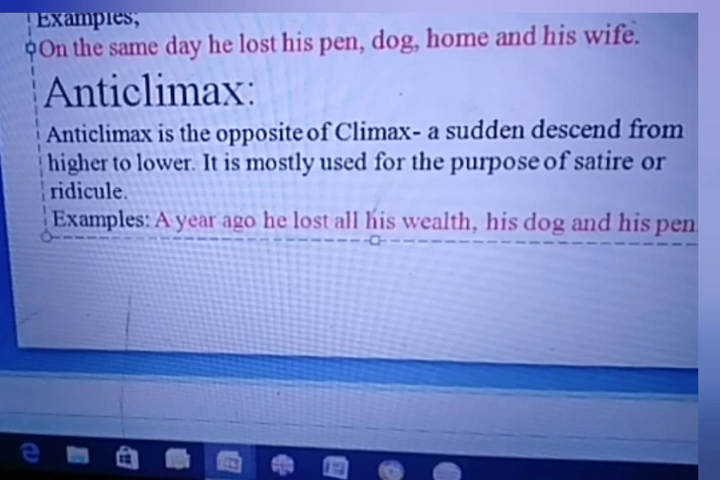 Examples;
On the same day he lost his pen, dog, home and his wife.
Anticlimax:
Anticlimax is the opposite of Climax- a sudden descend from
higher to lower. It is mostly used for the purpose of satire or
ridicule.
Examples: A year ago he lost all his wealth, his dog and his pen